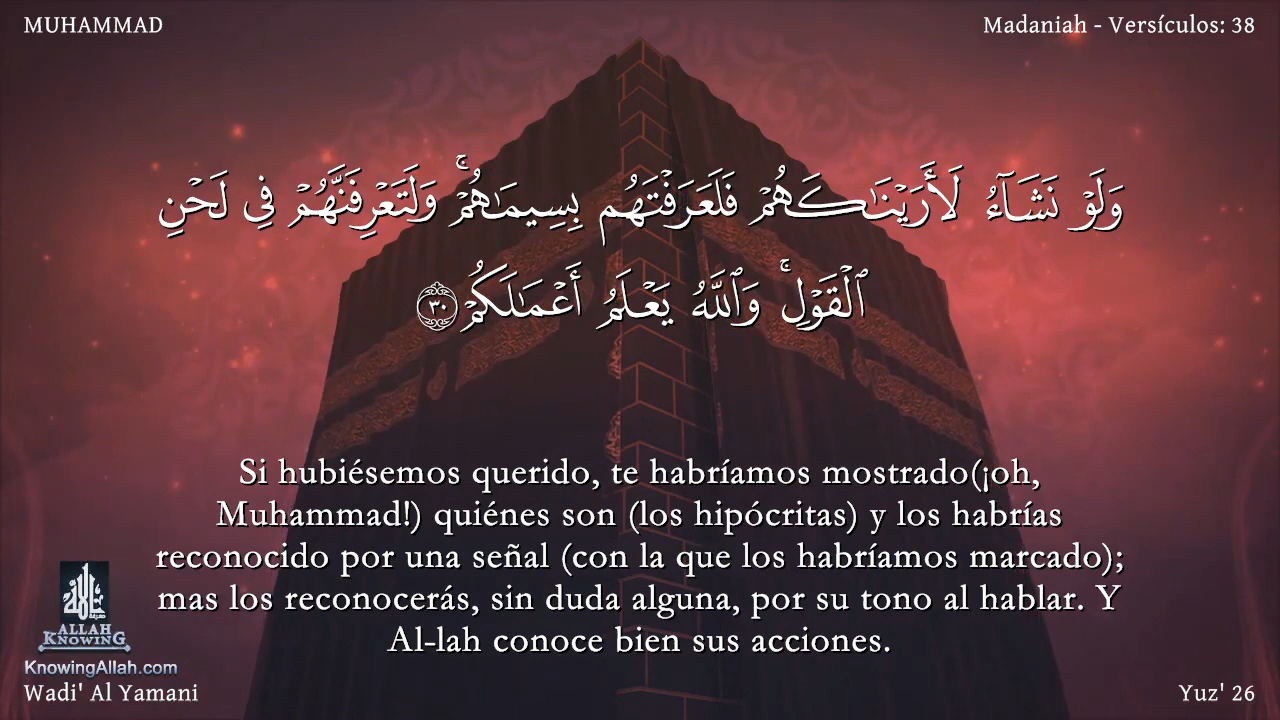 MUHAMMAD
Madaniah - Versículos: 38
وَلَوْ نَشَآءُ لَأَرَيْنَـٰكَهُمْ فَلَعَرَفْتَهُم بِسِيمَـٰهُمْ ۚ وَلَتَعْرِفَنَّهُمْ فِى لَحْنِ
ٱلْقَوْلِ ۚ وَٱللَّهُ يَعْلَمُ أَعْمَـٰلَكُمْ ٣٠
Si hubiésemos querido, te habríamos mostrado(¡oh,
Muhammad!) quiénes son (los hipócritas) y los habrías
reconocido por una señal (con la que los habríamos marcado);
mas los reconocerás, sin duda alguna, por su tono al hablar. Y
Al-lah conoce bien sus acciones.
ALLAH
KNOWING
KnowingAllah.com
Wadi' Al Yamani
Yuz' 26